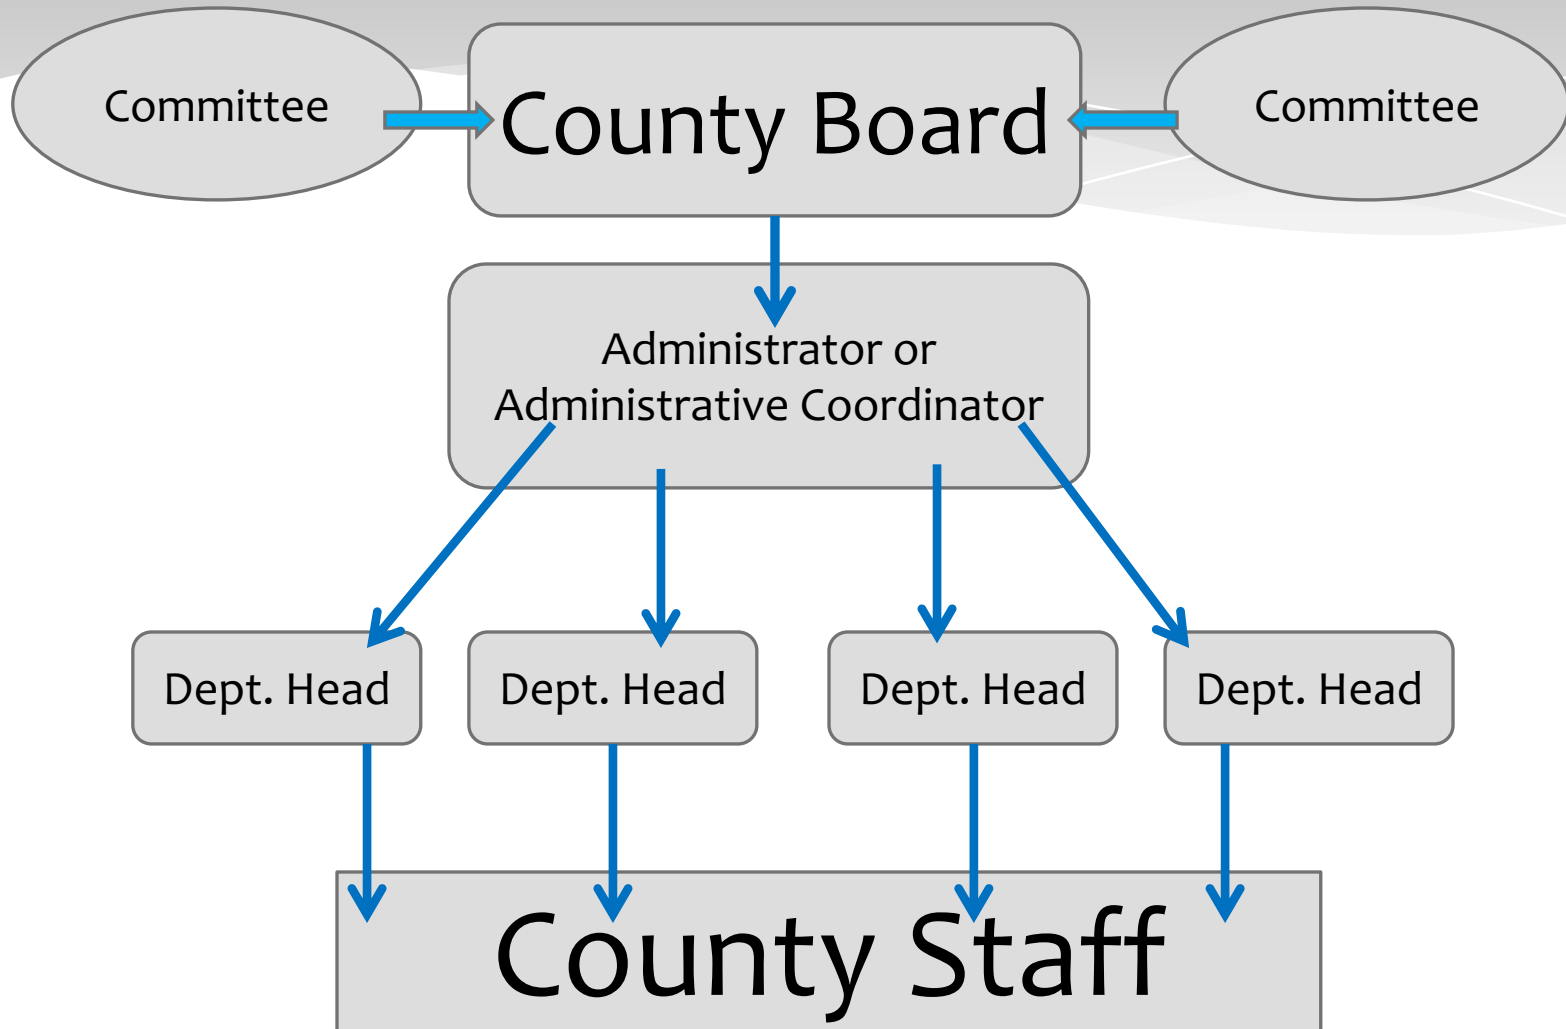 Committee
County Board
Committee
Administrator or
Administrative Coordinator
Dept. Head
Dept. Head
Dept. Head
Dept. Head
County Staff